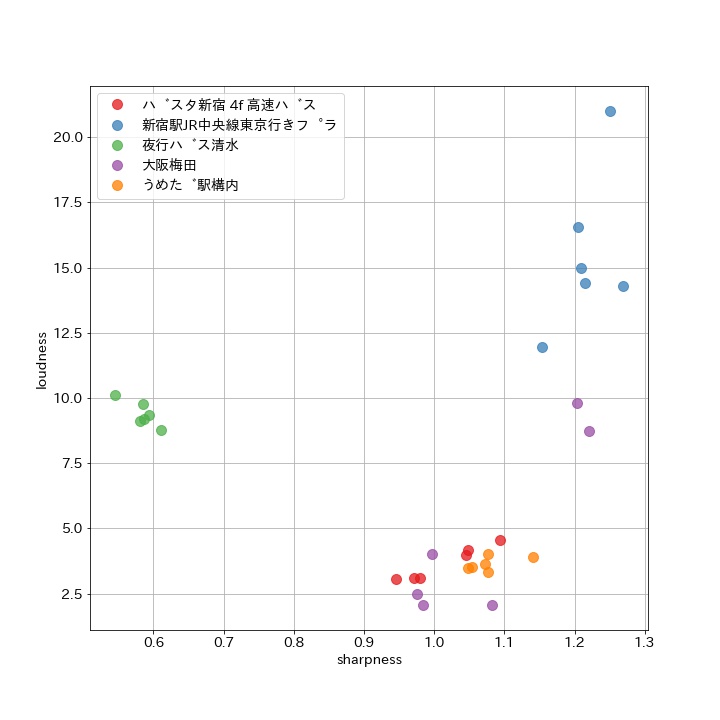 ハ゛スタ新宿 4f 高速ハ゛ス
新宿駅JR中央線東京行きフ゜ラ
夜行ハ゛ス清水
大阪梅田
うめた゛駅構内
20.0
17.5
15.0
12.5
10.0
7.5
5.0
2.5
loudness
0.6 0.7 0.8 0.9 1.0 1.1 1.2 1.3
sharpness